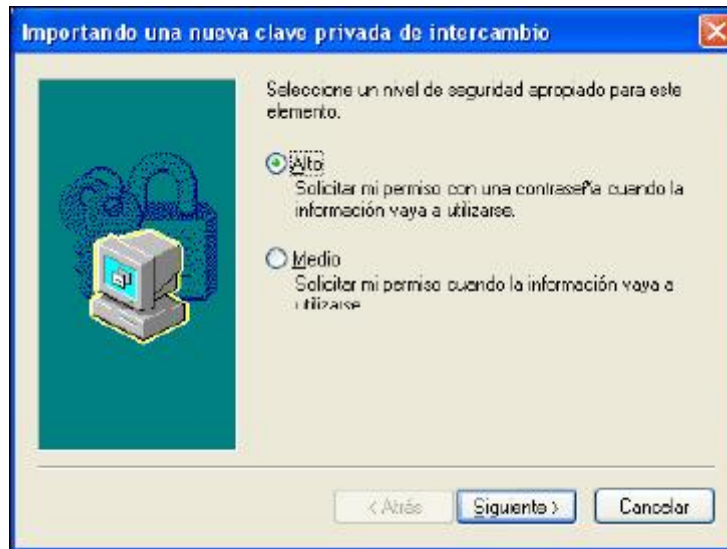 Importando una nueva clave privada de intercambio
Seleccione un nivel de seguridad apropiado para este
elemento.
Alto
Solicitar mi permiso con una contraseña cuando la
información vaya a utilizarse.
Medio
Solicitar mi permiso cuando la información vaya a
utilizarse
< Atrás
Siguiente >
Cancelar